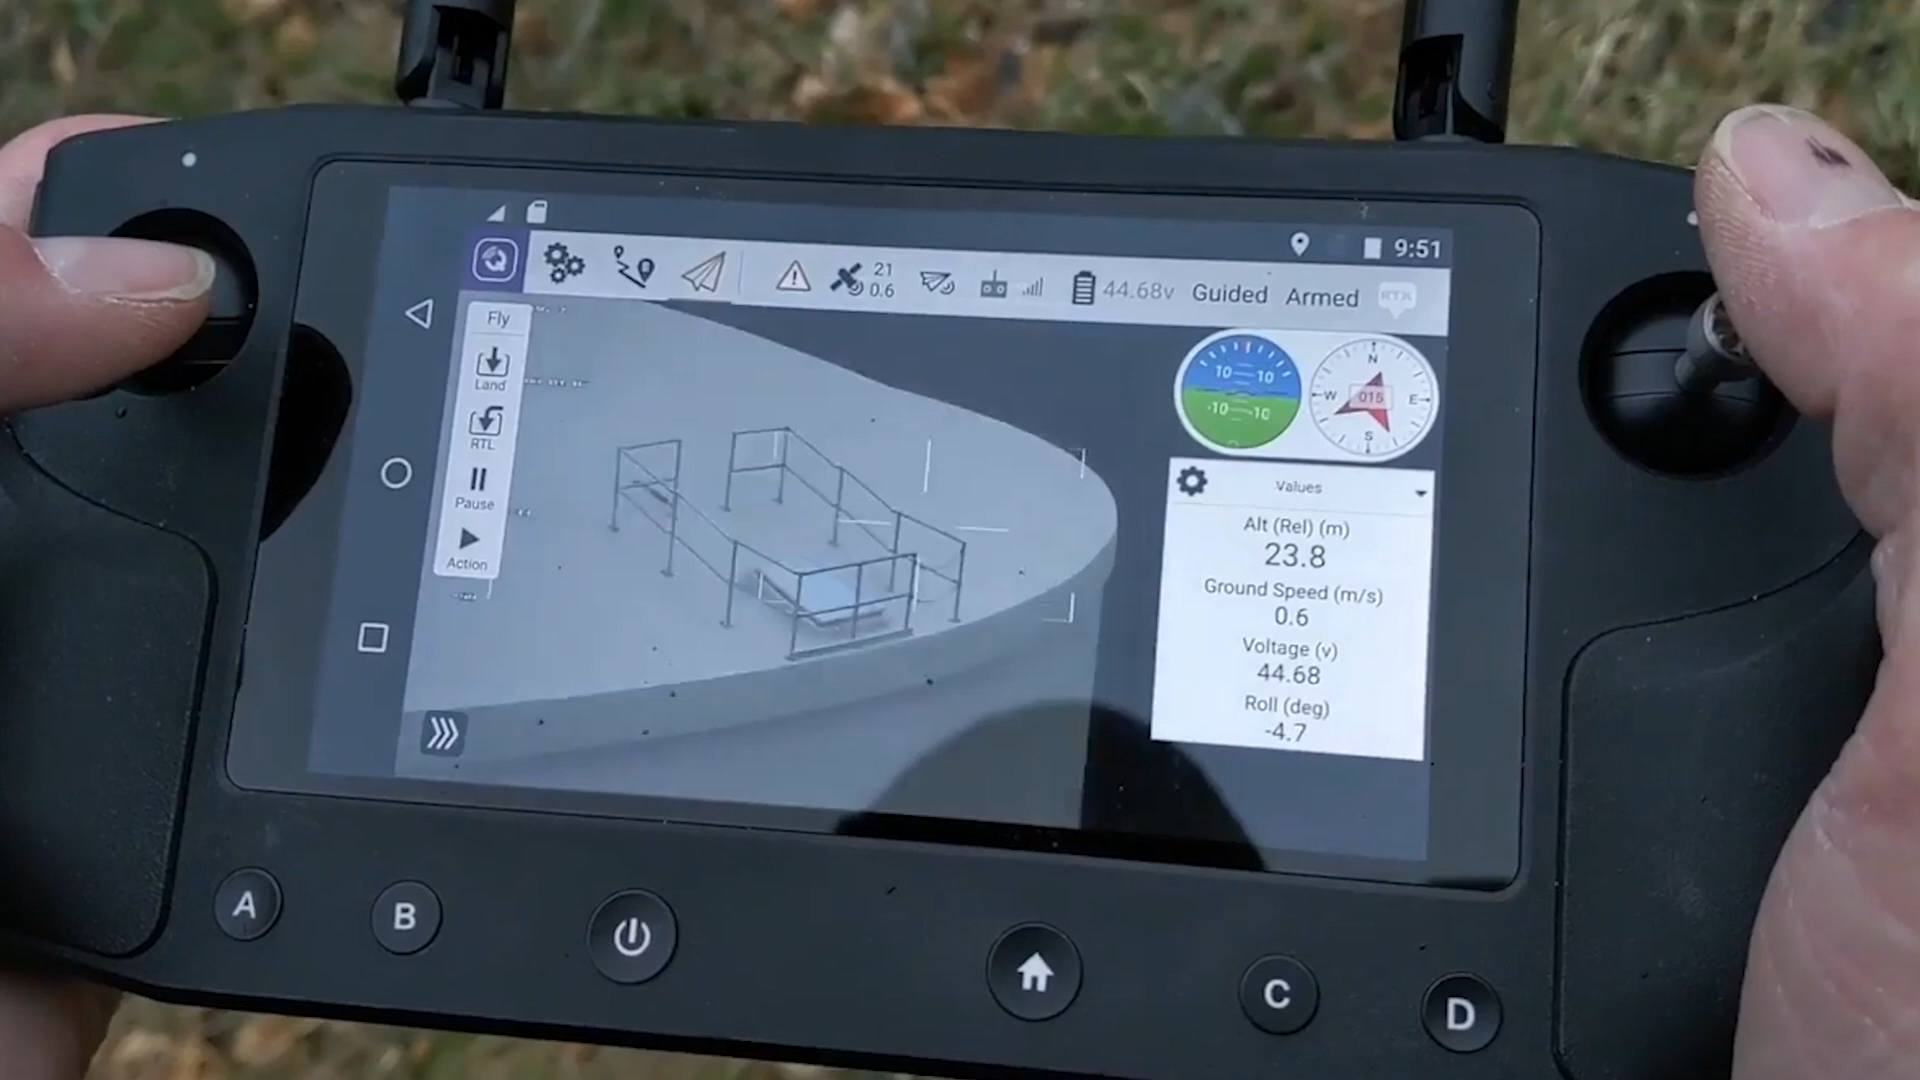 9:51
21
0.6
44.68v Guided Armed RTK
Fly
Land
RTL
Pause
Action
10 10
-10 -10
N
W 015 E
S
Values
Alt (Rel) (m)
23.8
Ground Speed (m/s)
0.6
Voltage (v)
44.68
Roll (deg)
-4.7
A B C D